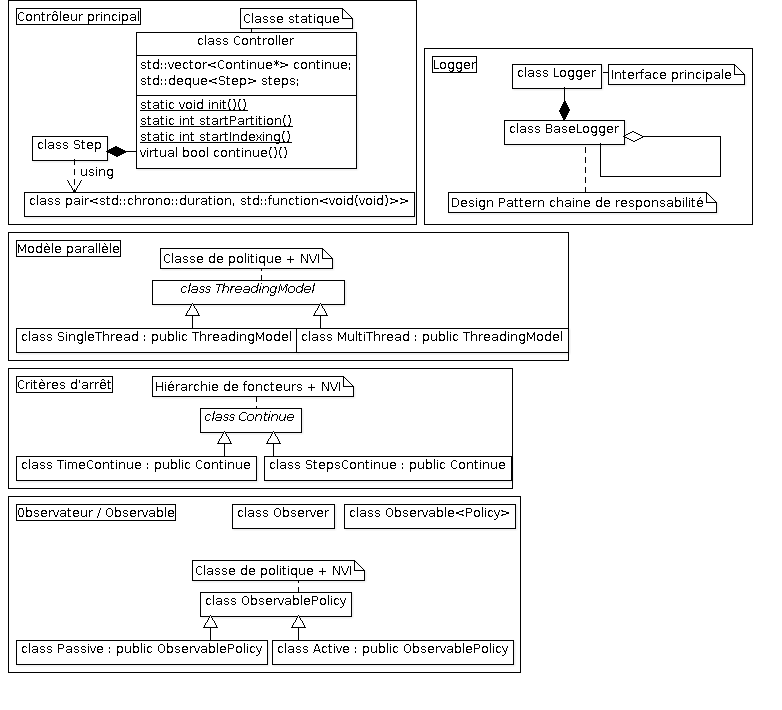 Contrôleur principal
Classe statique
class Controller
std::vector<Continue*> continue;
std::deque<Step> steps;
static void init()()
static int startPartition()
static int startIndexing()
virtual bool continue()()
class Step
using
class pair<std::chrono::duration, std::function<void(void)>>
Logger
class Logger
Interface principale
class BaseLogger
Design Pattern chaine de responsabilité
Modèle parallèle
Classe de politique + NVI
class ThreadingModel
class SingleThread : public ThreadingModel
class MultiThread : public ThreadingModel
Critères d'arrêt
Hiérarchie de foncteurs + NVI
class Continue
class TimeContinue : public Continue
class StepsContinue : public Continue
Observateur / Observable
class Observer
class Observable<Policy>
Classe de politique + NVI
class ObservablePolicy
class Passive : public ObservablePolicy
class Active : public ObservablePolicy